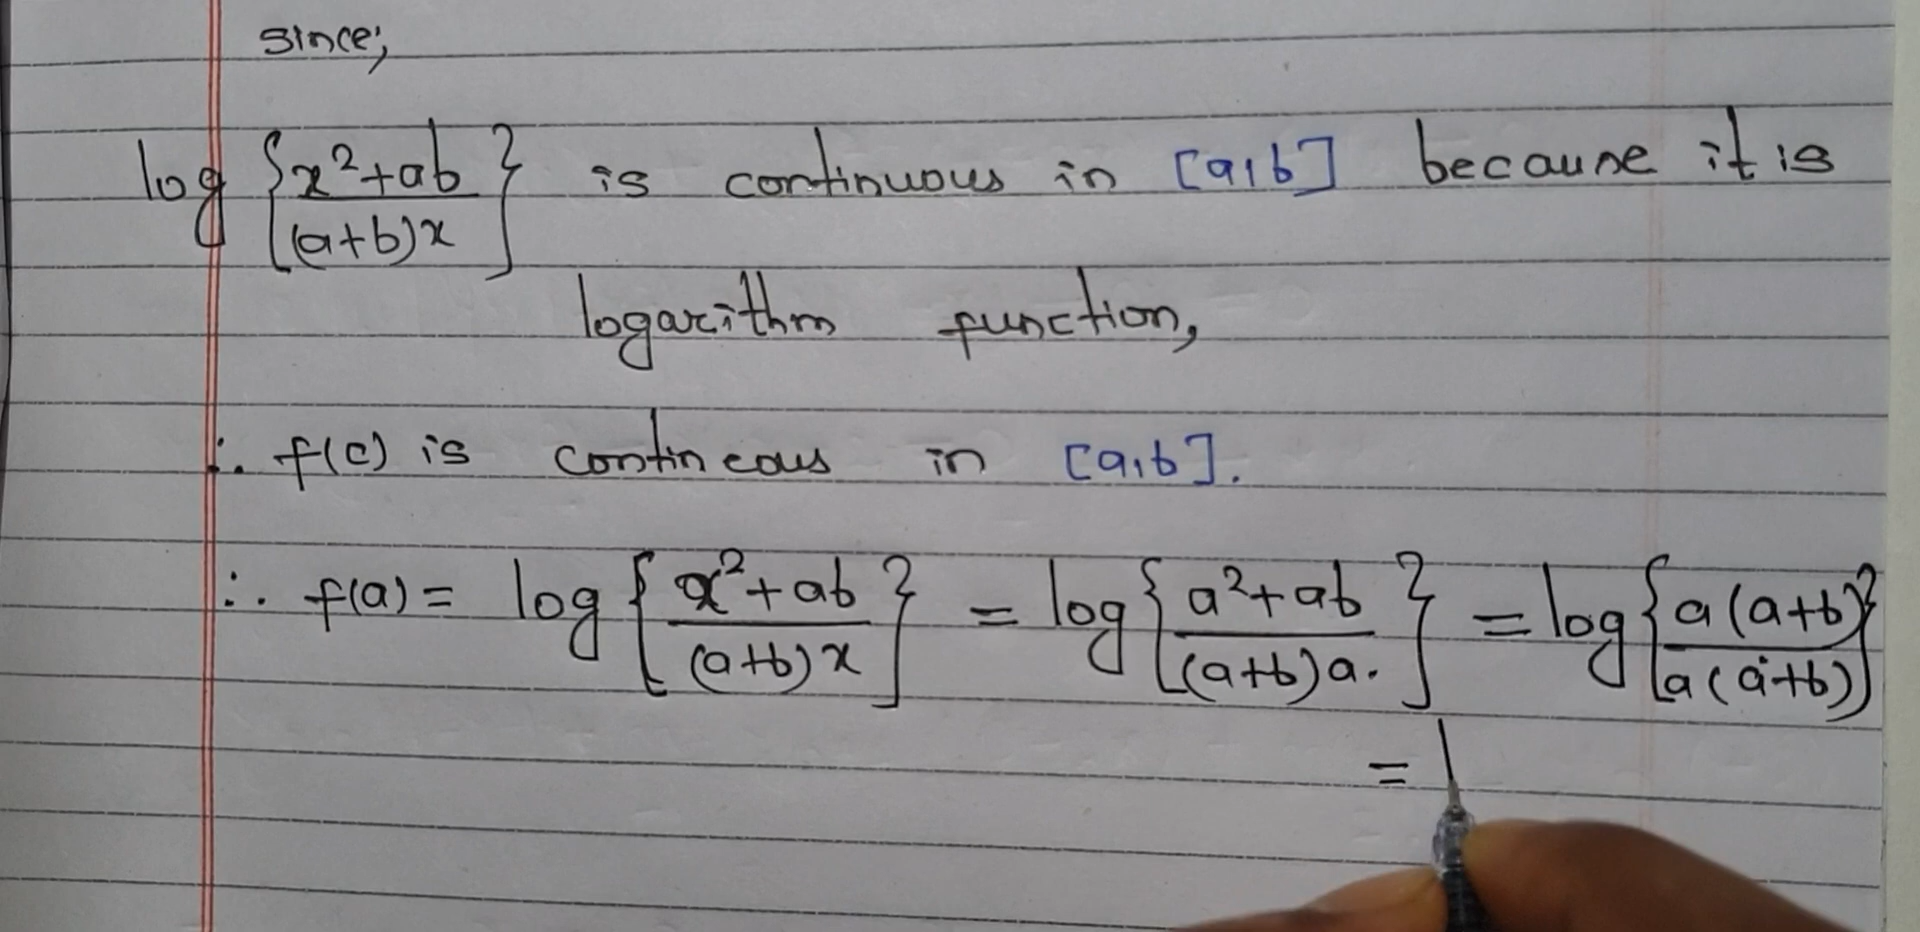 since;
log {x²+ab / (a+b)x} is continuous in [a,b] because it is
logarithm function,
∴ f(c) is contineous in [a,b].
∴ f(a) = log {x²+ab / (a+b)x} = log {a²+ab / (a+b)a.} = log {a(a+b) / a(a+b)}
= l